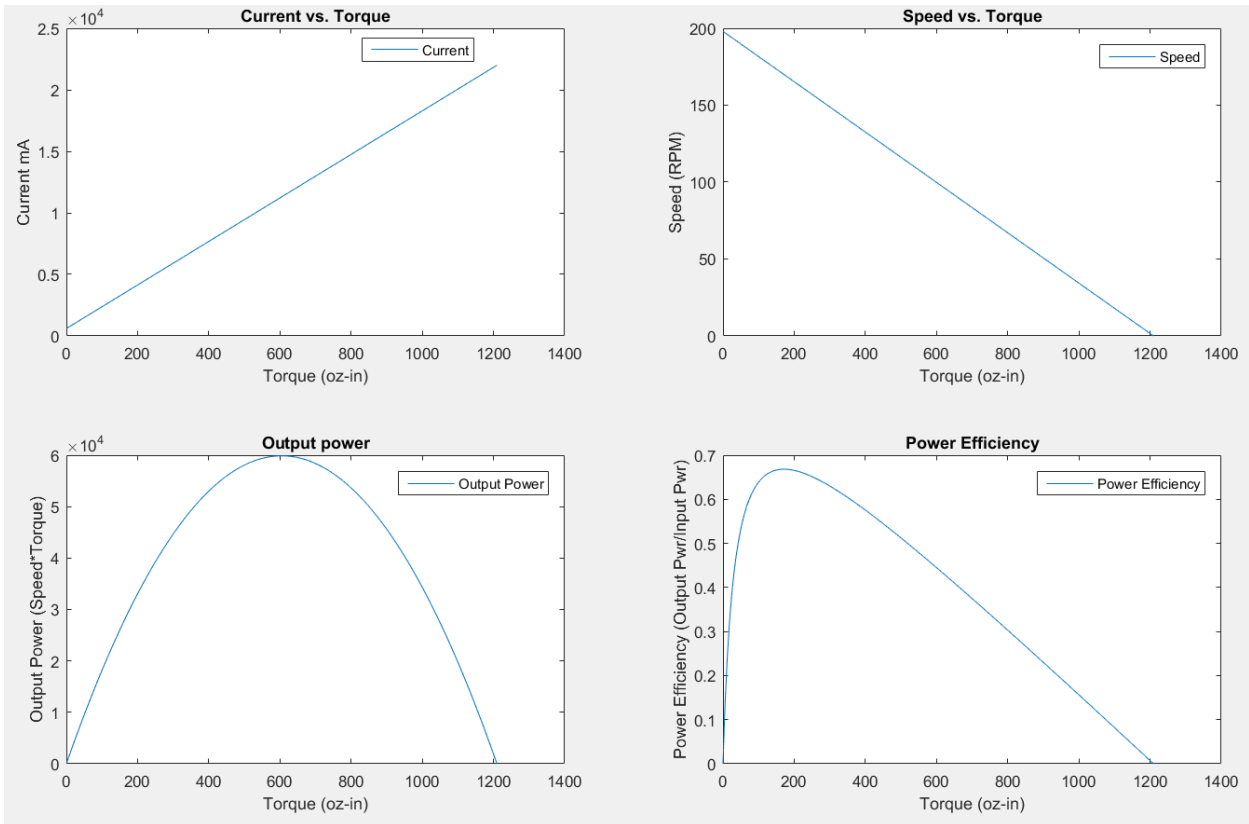 Current vs. Torque
×10⁴
2.5
2
1.5
1
0.5
0
Current mA
Current
0 200 400 600 800 1000 1200 1400
Torque (oz-in)
Speed vs. Torque
200
150
100
50
0
Speed (RPM)
Speed
0 200 400 600 800 1000 1200 1400
Torque (oz-in)
Output power
×10⁴
6
5
4
3
2
1
0
Output Power (Speed*Torque)
Output Power
0 200 400 600 800 1000 1200 1400
Torque (oz-in)
Power Efficiency
0.7
0.6
0.5
0.4
0.3
0.2
0.1
0
Power Efficiency (Output Pwr/Input Pwr)
Power Efficiency
0 200 400 600 800 1000 1200 1400
Torque (oz-in)